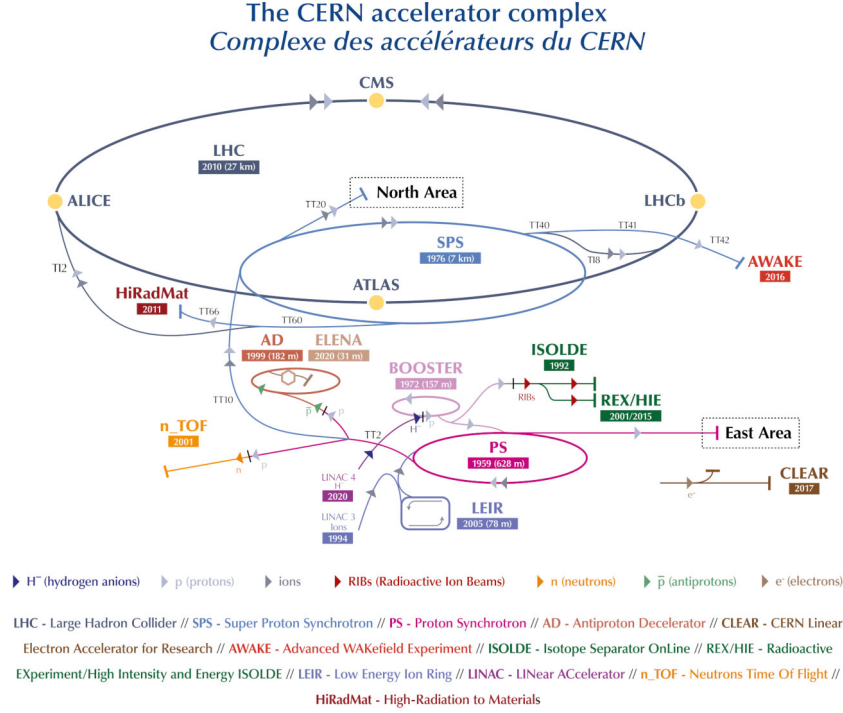 The CERN accelerator complex
Complexe des accélérateurs du CERN
CMS
LHC
2010 (27 km)
ALICE
TT20
North Area
LHCb
SPS
1976 (7 km)
TT40
TT41
TT42
TI8
AWAKE
2016
TI2
ATLAS
HiRadMat
2011
TT66
TT60
AD
1999 (182 m)
ELENA
2020 (31 m)
TT10
BOOSTER
1972 (157 m)
ISOLDE
1992
RIBs
REX/HIE
2001/2015
p̅
p
H⁻
p
n_TOF
2001
n
p
TT2
East Area
PS
1959 (628 m)
LINAC 4
H⁻
2020
LINAC 3
Ions
1994
LEIR
2005 (78 m)
e⁻
CLEAR
2017
H⁻ (hydrogen anions)
p (protons)
ions
RIBs (Radioactive Ion Beams)
n (neutrons)
p̅ (antiprotons)
e⁻ (electrons)
LHC - Large Hadron Collider // SPS - Super Proton Synchrotron // PS - Proton Synchrotron // AD - Antiproton Decelerator // CLEAR - CERN Linear
Electron Accelerator for Research // AWAKE - Advanced WAKefield Experiment // ISOLDE - Isotope Separator OnLine // REX/HIE - Radioactive
EXperiment/High Intensity and Energy ISOLDE // LEIR - Low Energy Ion Ring // LINAC - LINear ACcelerator // n_TOF - Neutrons Time Of Flight //
HiRadMat - High-Radiation to Materials